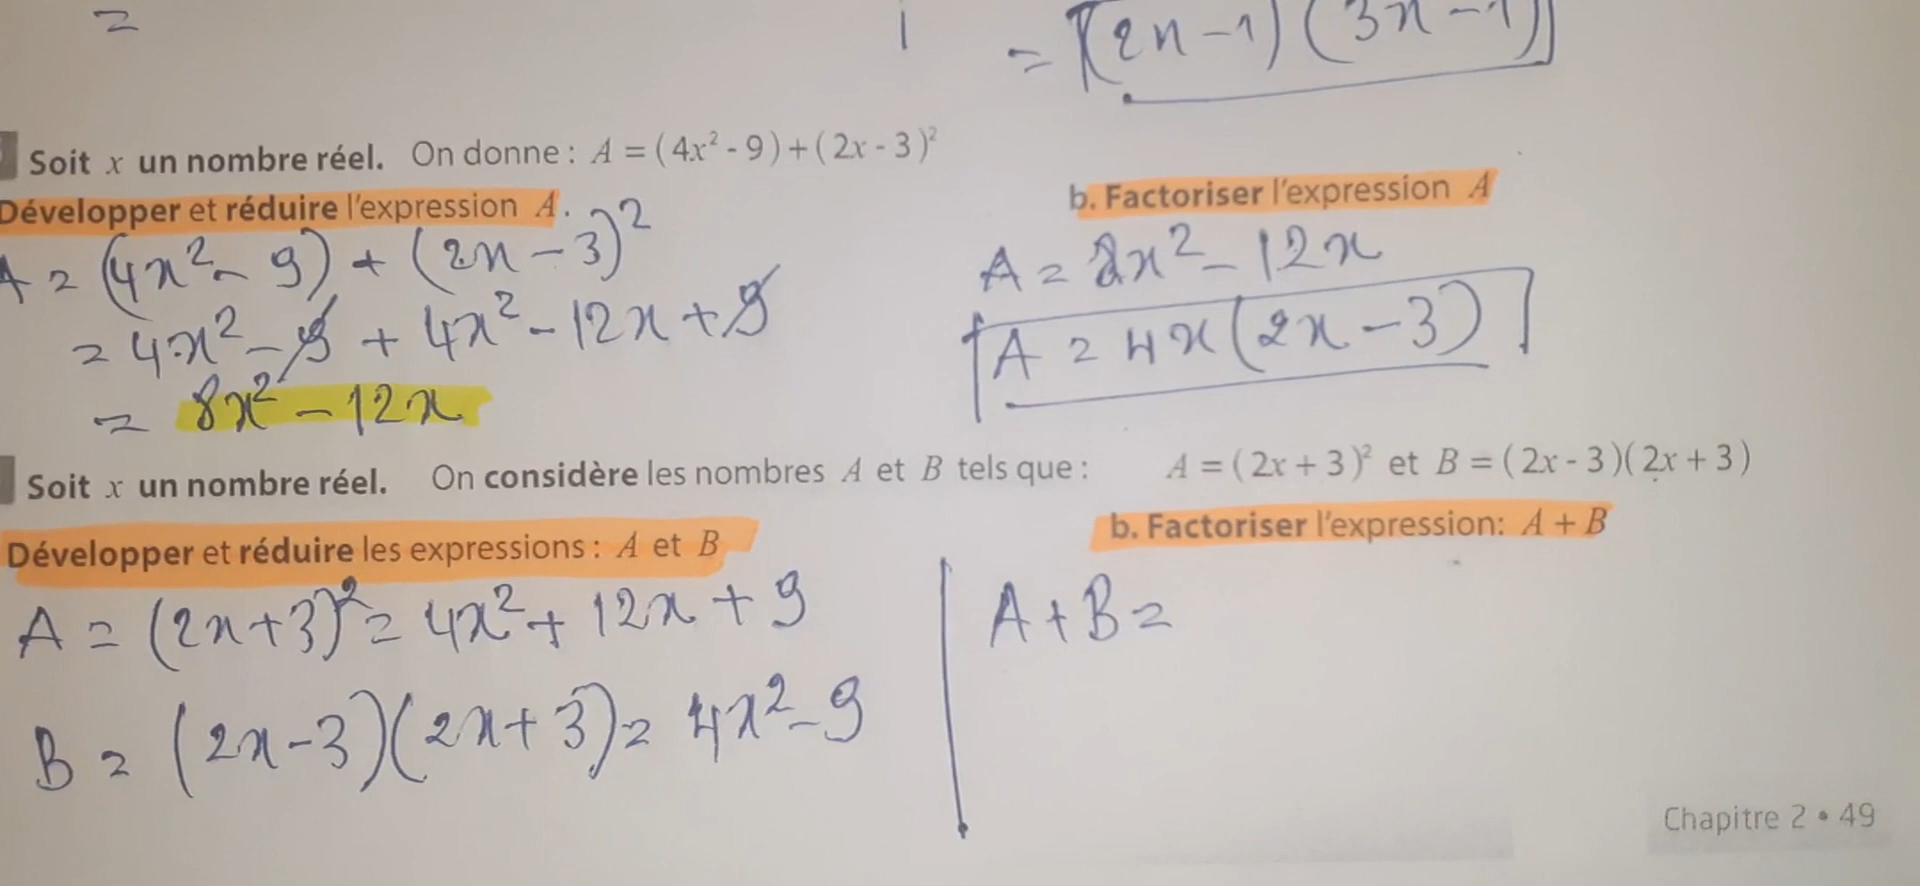 =
= (2x-1)(3x-1)
Soit x un nombre réel. On donne : A = (4x² - 9) + (2x - 3)²
Développer et réduire l'expression A.
A = (4x² - 9) + (2x - 3)²
= 4x² - 9 + 4x² - 12x + 9
= 8x² - 12x
b. Factoriser l'expression A
A = 8x² - 12x
A = 4x(2x - 3)
Soit x un nombre réel. On considère les nombres A et B tels que : A = (2x + 3)² et B = (2x - 3)(2x + 3)
Développer et réduire les expressions : A et B
A = (2x+3)² = 4x² + 12x + 9
B = (2x-3)(2x+3) = 4x² - 9
b. Factoriser l'expression: A + B
A + B =
Chapitre 2 • 49